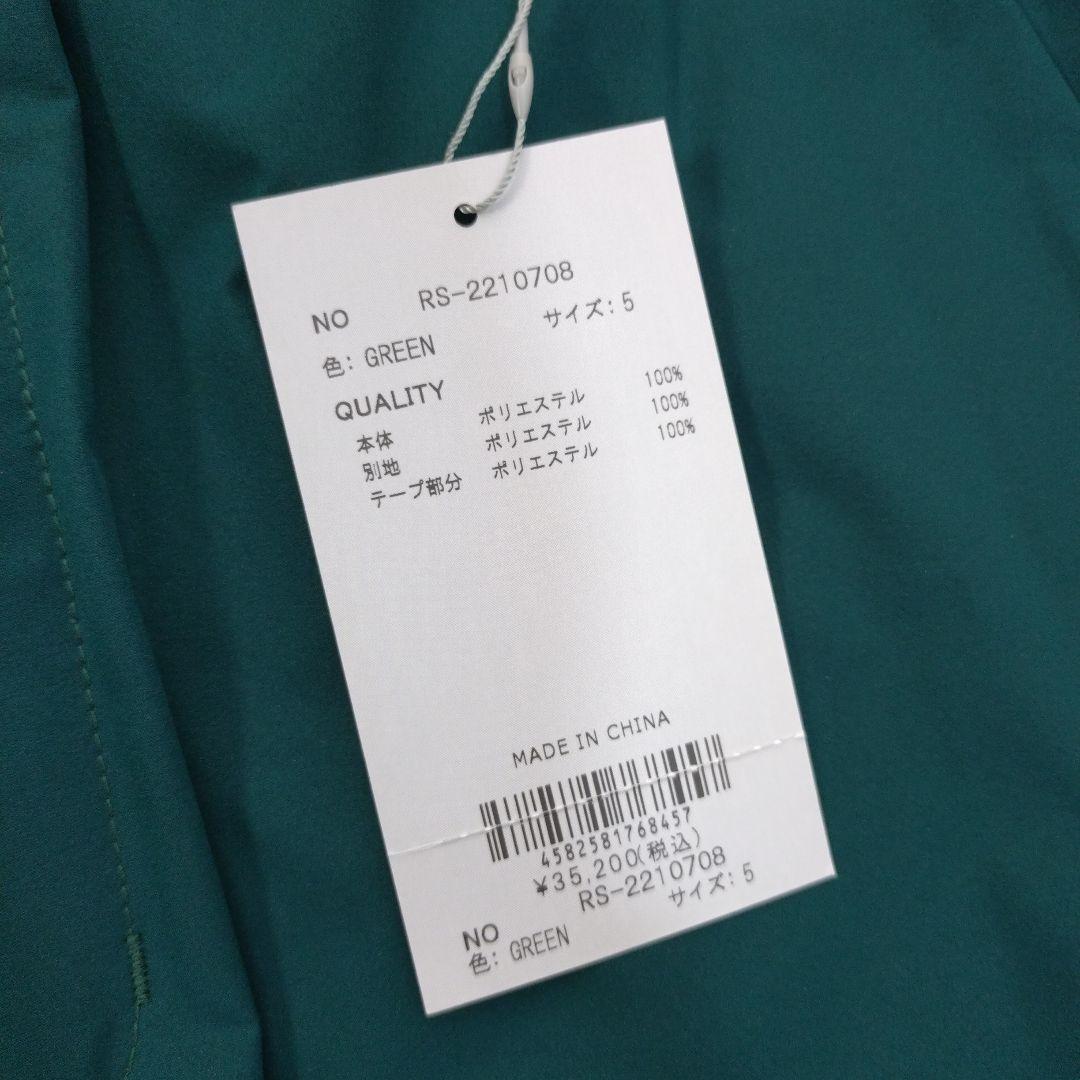 NO RS-2210708
色: GREEN サイズ: 5
QUALITY
本体 ポリエステル 100%
別地 ポリエステル 100%
テープ部分 ポリエステル 100%
MADE IN CHINA
4582581768457
¥35,200(税込)
NO RS-2210708
色: GREEN サイズ: 5